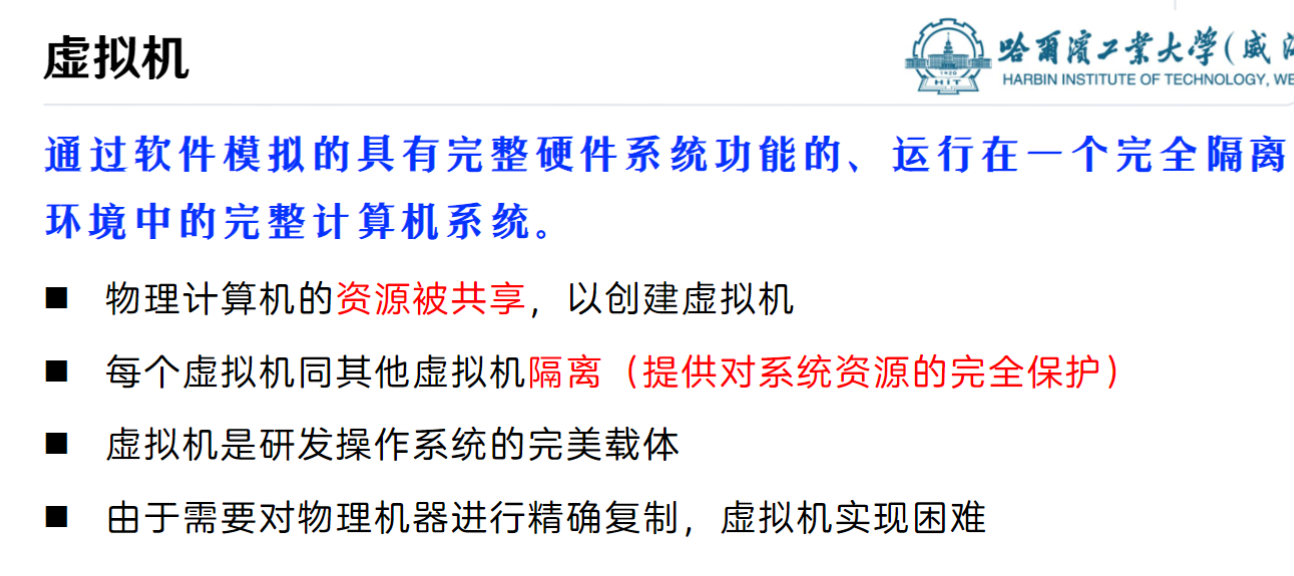 虚拟机
哈爾濱工業大學(威
HARBIN INSTITUTE OF TECHNOLOGY, WE
通过软件模拟的具有完整硬件系统功能的、运行在一个完全隔离
环境中的完整计算机系统。
■ 物理计算机的资源被共享，以创建虚拟机
■ 每个虚拟机同其他虚拟机隔离（提供对系统资源的完全保护）
■ 虚拟机是研发操作系统的完美载体
■ 由于需要对物理机器进行精确复制，虚拟机实现困难